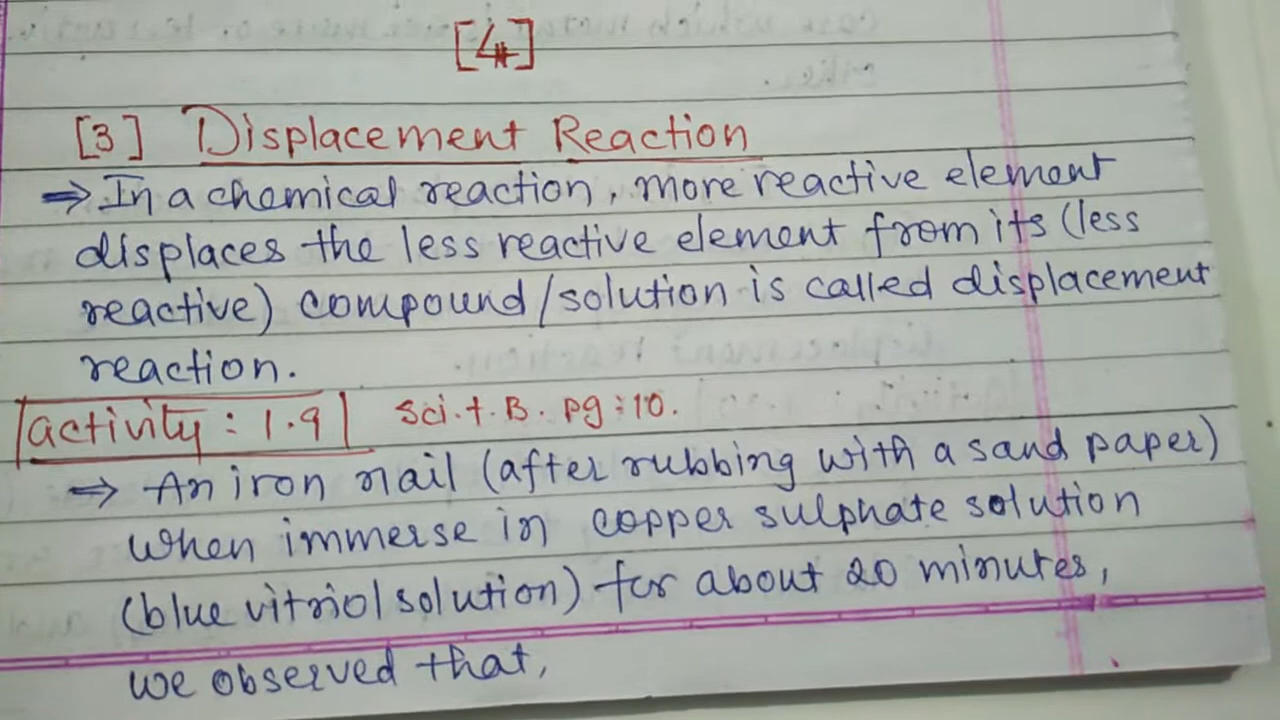 [4]
[3] Displacement Reaction
⇒ In a chemical reaction, more reactive element
displaces the less reactive element from its (less
reactive) compound/solution is called displacement
reaction.
activity: 1.9 Sci.t.B. pg:10.
⇒ An iron nail (after rubbing with a sand paper)
when immerse in copper sulphate solution
(blue vitriol solution) for about 20 minutes,
we observed that,